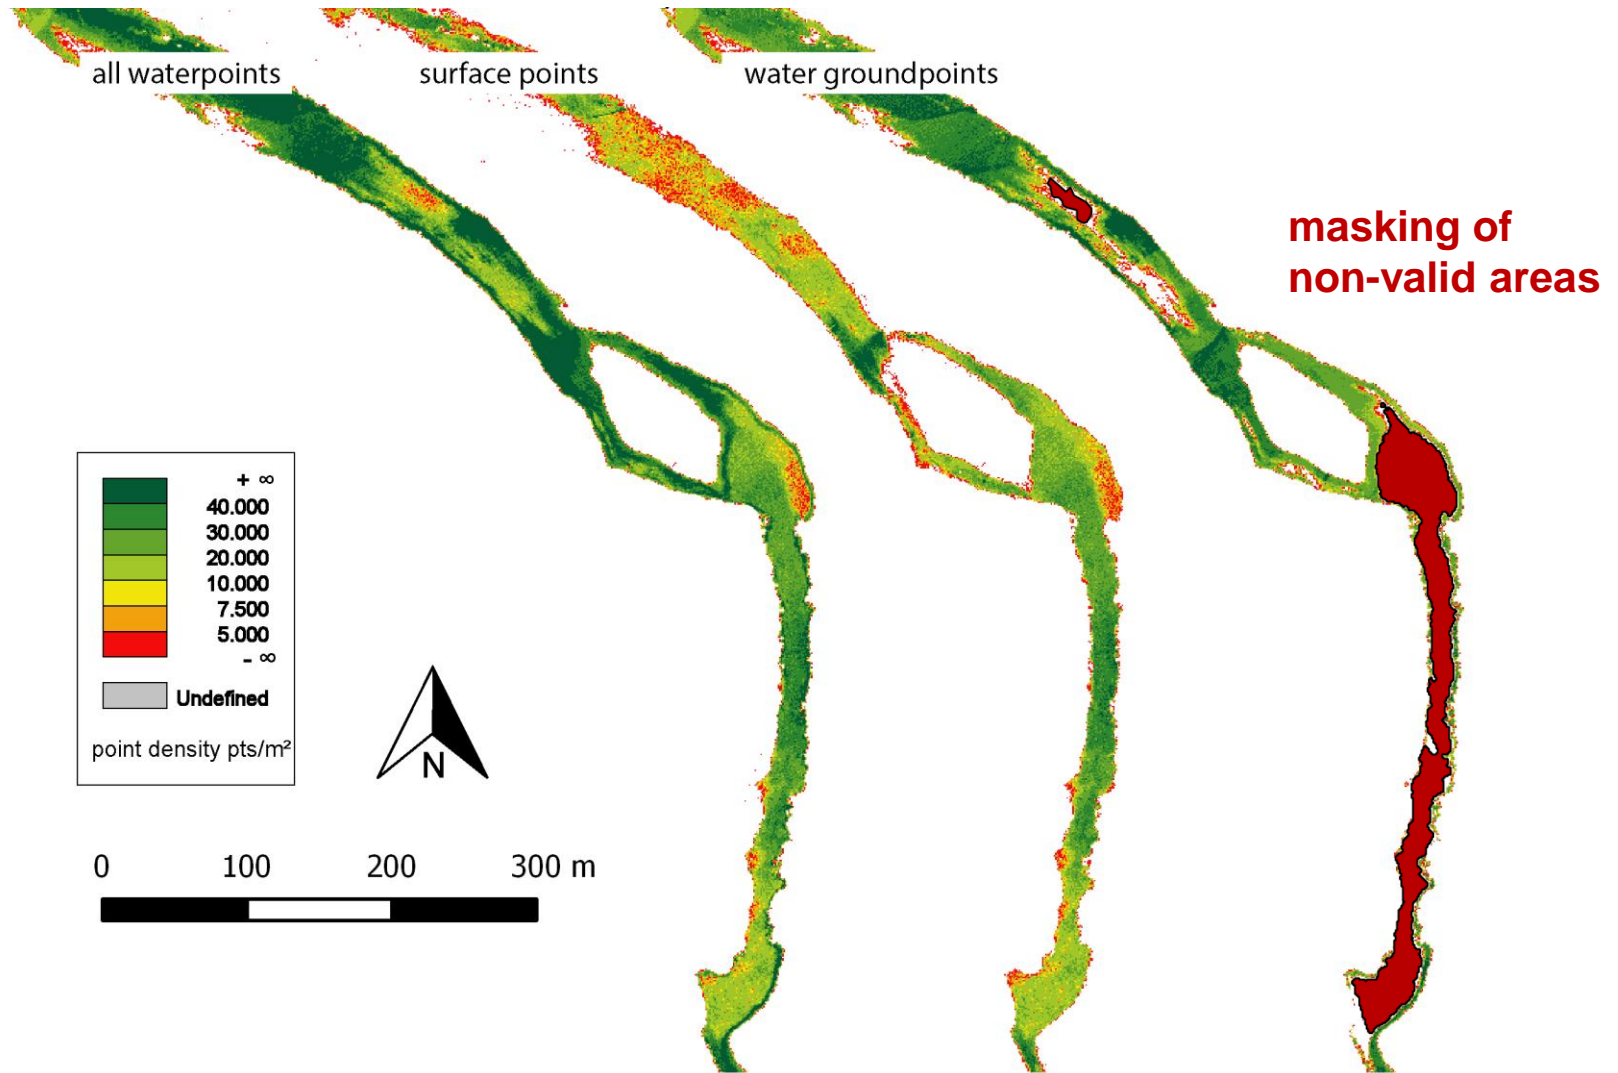 all waterpoints
surface points
water groundpoints
masking of
non-valid areas
+ ∞
40.000
30.000
20.000
10.000
7.500
5.000
- ∞
Undefined
point density pts/m²
N
0 100 200 300 m